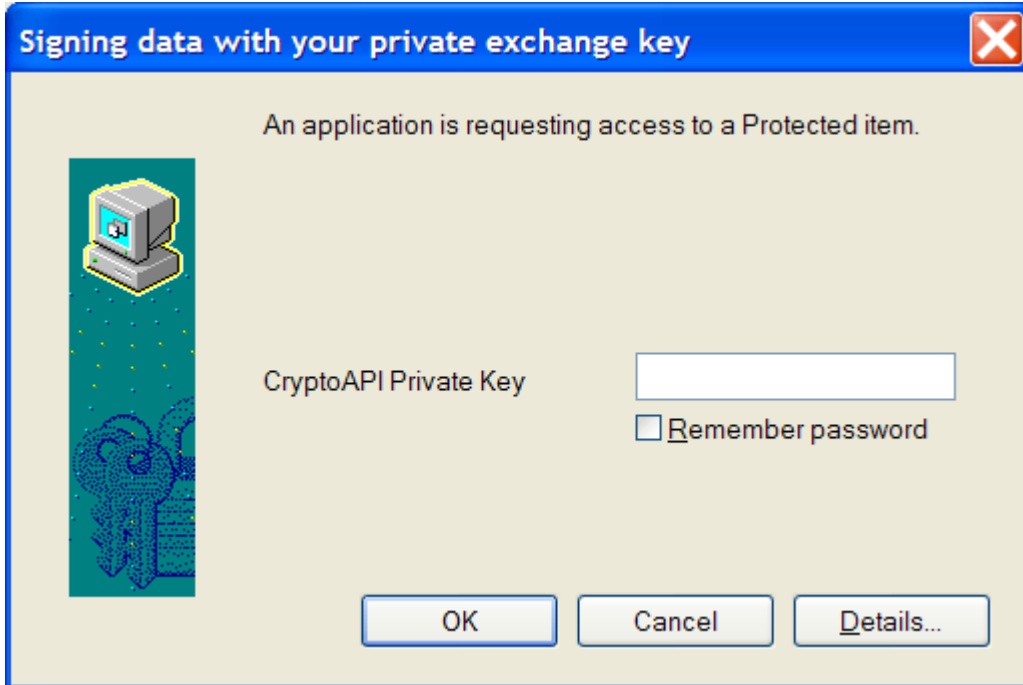 Signing data with your private exchange key
An application is requesting access to a Protected item.
CryptoAPI Private Key
Remember password
OK
Cancel
Details...